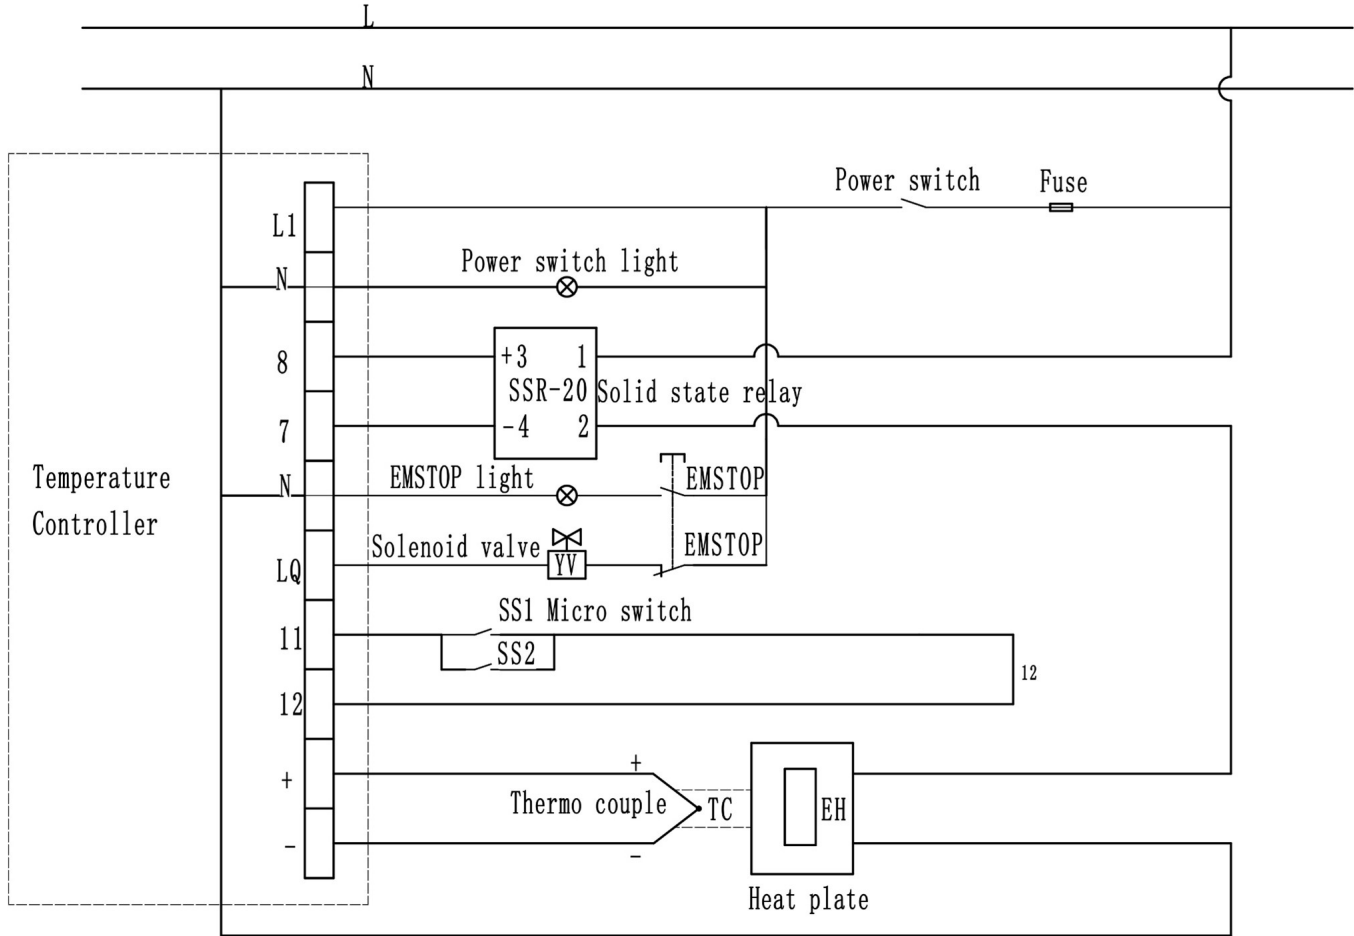 L
N
Power switch
Fuse
L1
Power switch light
N
8
+3 1
SSR-20
Solid state relay
7
-4 2
EMSTOP light
EMSTOP
N
Temperature
Controller
Solenoid valve
YV
EMSTOP
LQ
SS1 Micro switch
11
SS2
12
12
+
+
Thermo couple
TC
EH
-
-
Heat plate